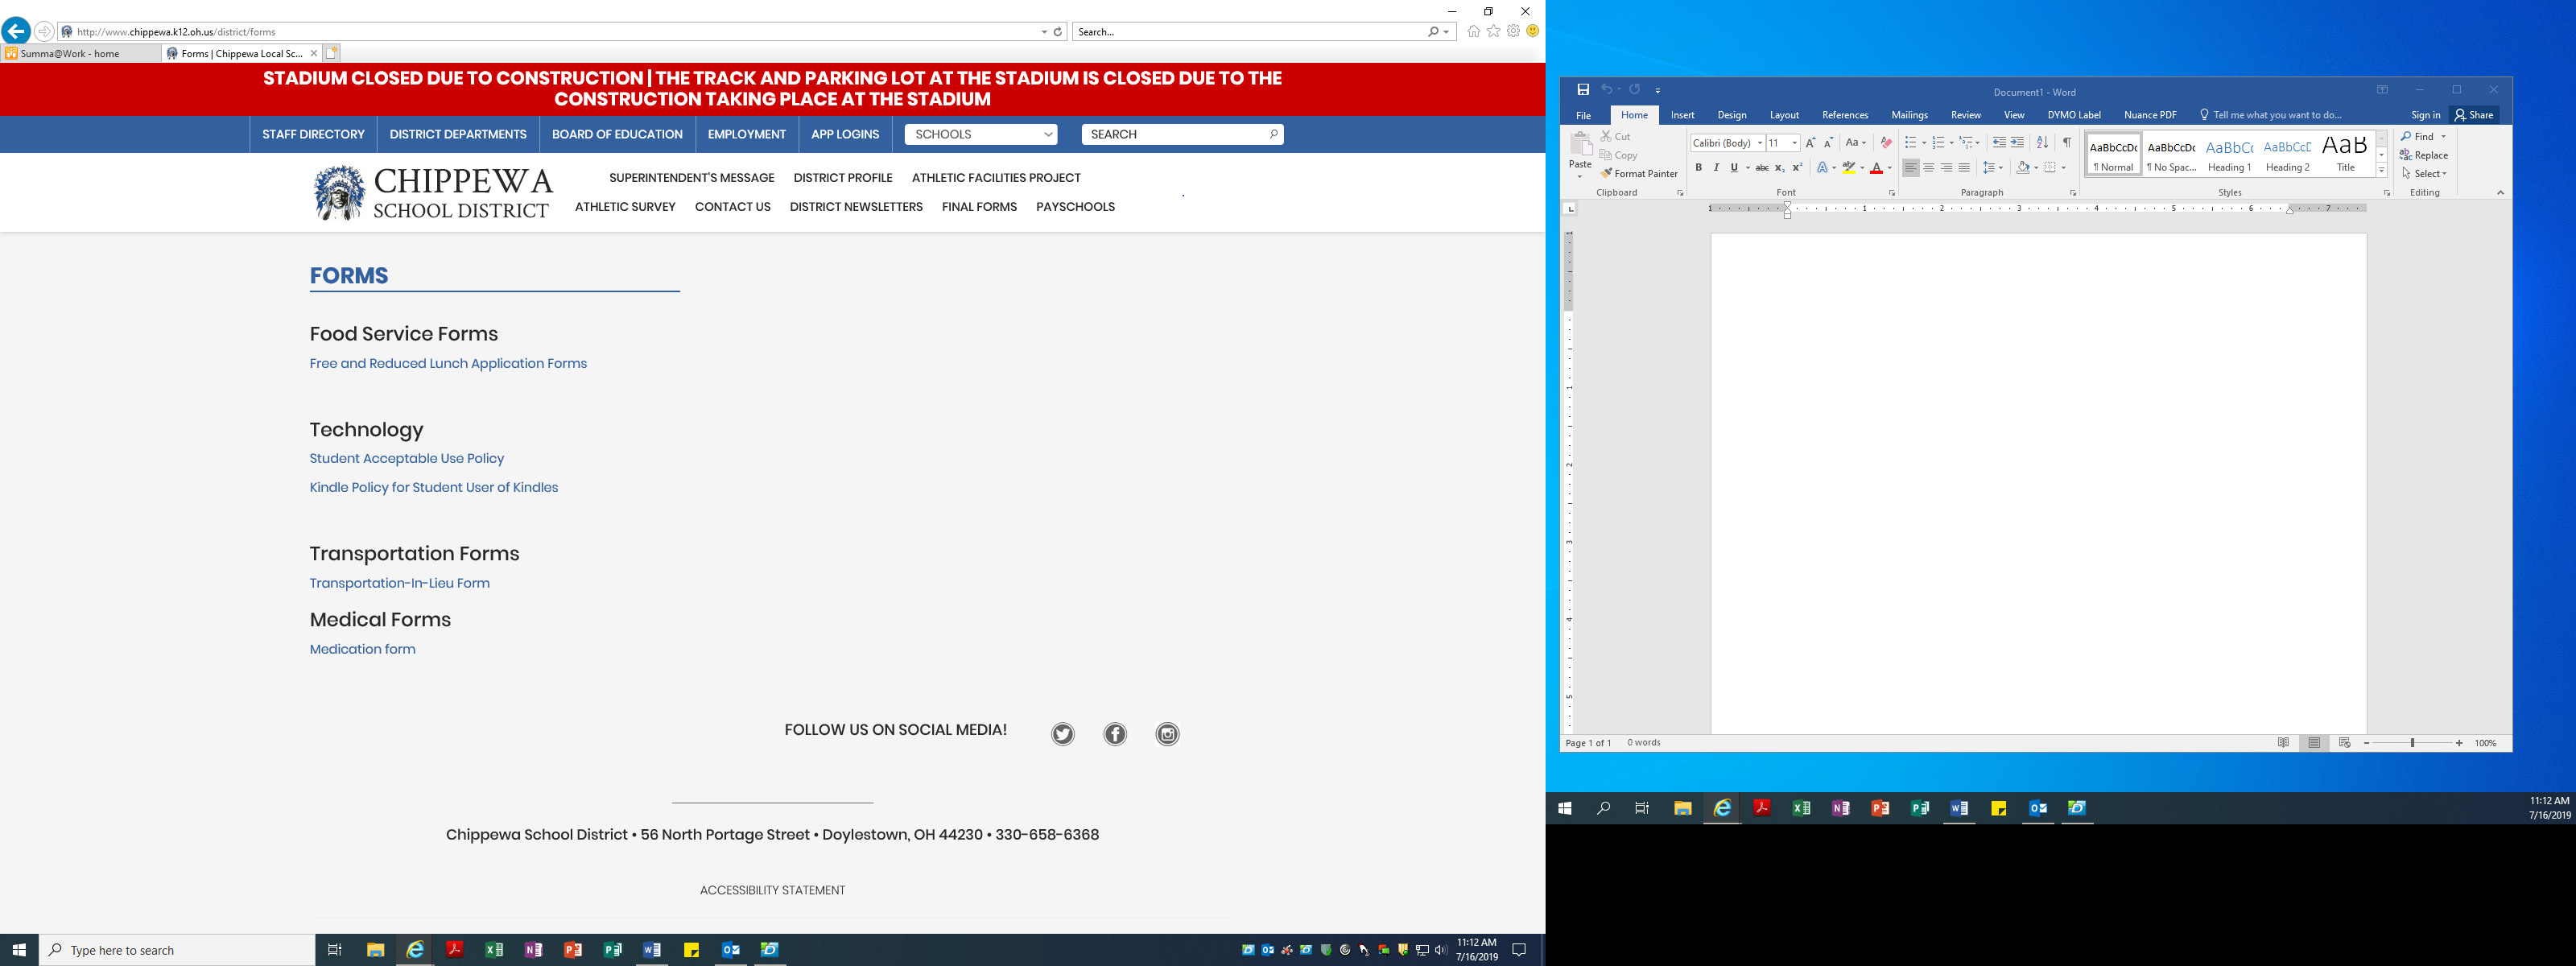 http://www.chippewa.k12.oh.us/district/forms
Search...
Summa@Work - home
Forms | Chippewa Local Sc...
STADIUM CLOSED DUE TO CONSTRUCTION | THE TRACK AND PARKING LOT AT THE STADIUM IS CLOSED DUE TO THE
CONSTRUCTION TAKING PLACE AT THE STADIUM
STAFF DIRECTORY
DISTRICT DEPARTMENTS
BOARD OF EDUCATION
EMPLOYMENT
APP LOGINS
SCHOOLS
SEARCH
CHIPPEWA
SCHOOL DISTRICT
SUPERINTENDENT'S MESSAGE
DISTRICT PROFILE
ATHLETIC FACILITIES PROJECT
ATHLETIC SURVEY
CONTACT US
DISTRICT NEWSLETTERS
FINAL FORMS
PAYSCHOOLS
FORMS
Food Service Forms
Free and Reduced Lunch Application Forms
Technology
Student Acceptable Use Policy
Kindle Policy for Student User of Kindles
Transportation Forms
Transportation-In-Lieu Form
Medical Forms
Medication form
FOLLOW US ON SOCIAL MEDIA!
Chippewa School District • 56 North Portage Street • Doylestown, OH 44230 • 330-658-6368
ACCESSIBILITY STATEMENT
Type here to search
11:12 AM
7/16/2019
Document1 - Word
File
Home
Insert
Design
Layout
References
Mailings
Review
View
DYMO Label
Nuance PDF
Tell me what you want to do...
Sign in
Share
Paste
Cut
Copy
Format Painter
Clipboard
Calibri (Body)
11
Font
Paragraph
AaBbCcDc
¶ Normal
AaBbCcDc
¶ No Spac...
AaBbCc
Heading 1
AaBbCcD
Heading 2
AaB
Title
Styles
Find
Replace
Select
Editing
Page 1 of 1
0 words
100%
11:12 AM
7/16/2019